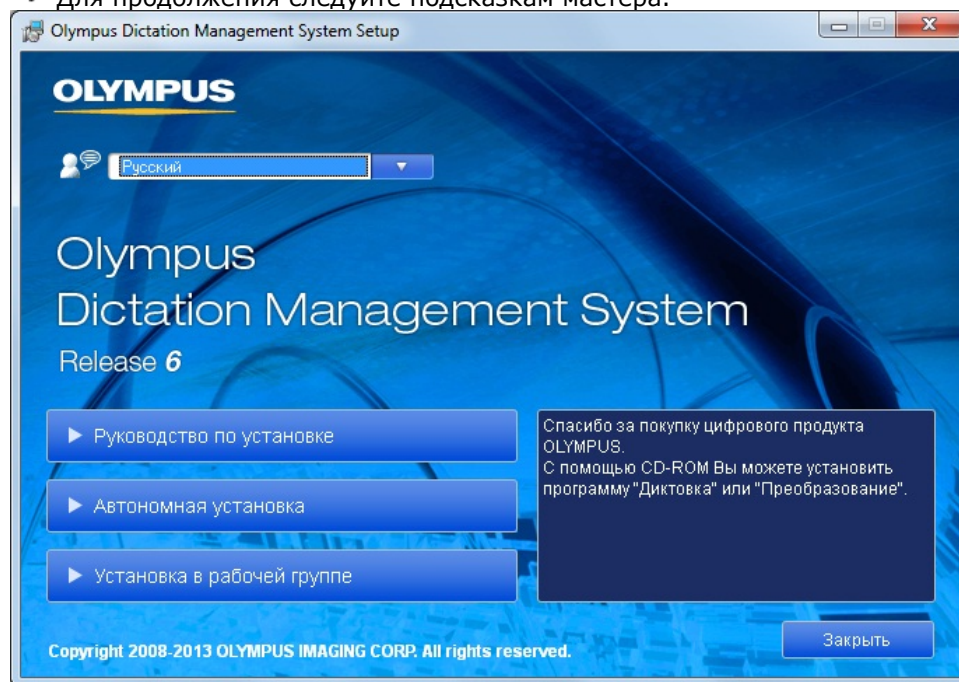 • Для продолжения следуйте подсказкам мастера.
Olympus Dictation Management System Setup
OLYMPUS
Русский
Olympus
Dictation Management System
Release 6
Руководство по установке
Автономная установка
Установка в рабочей группе
Спасибо за покупку цифрового продукта
OLYMPUS.
С помощью CD-ROM Вы можете установить
программу "Диктовка" или "Преобразование".
Закрыть
Copyright 2008-2013 OLYMPUS IMAGING CORP. All rights reserved.